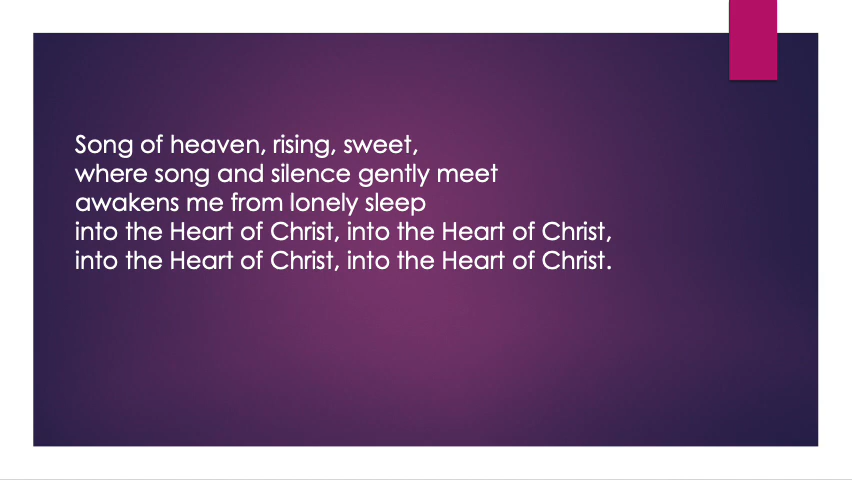 Song of heaven, rising, sweet,
where song and silence gently meet
awakens me from lonely sleep
into the Heart of Christ, into the Heart of Christ,
into the Heart of Christ, into the Heart of Christ.